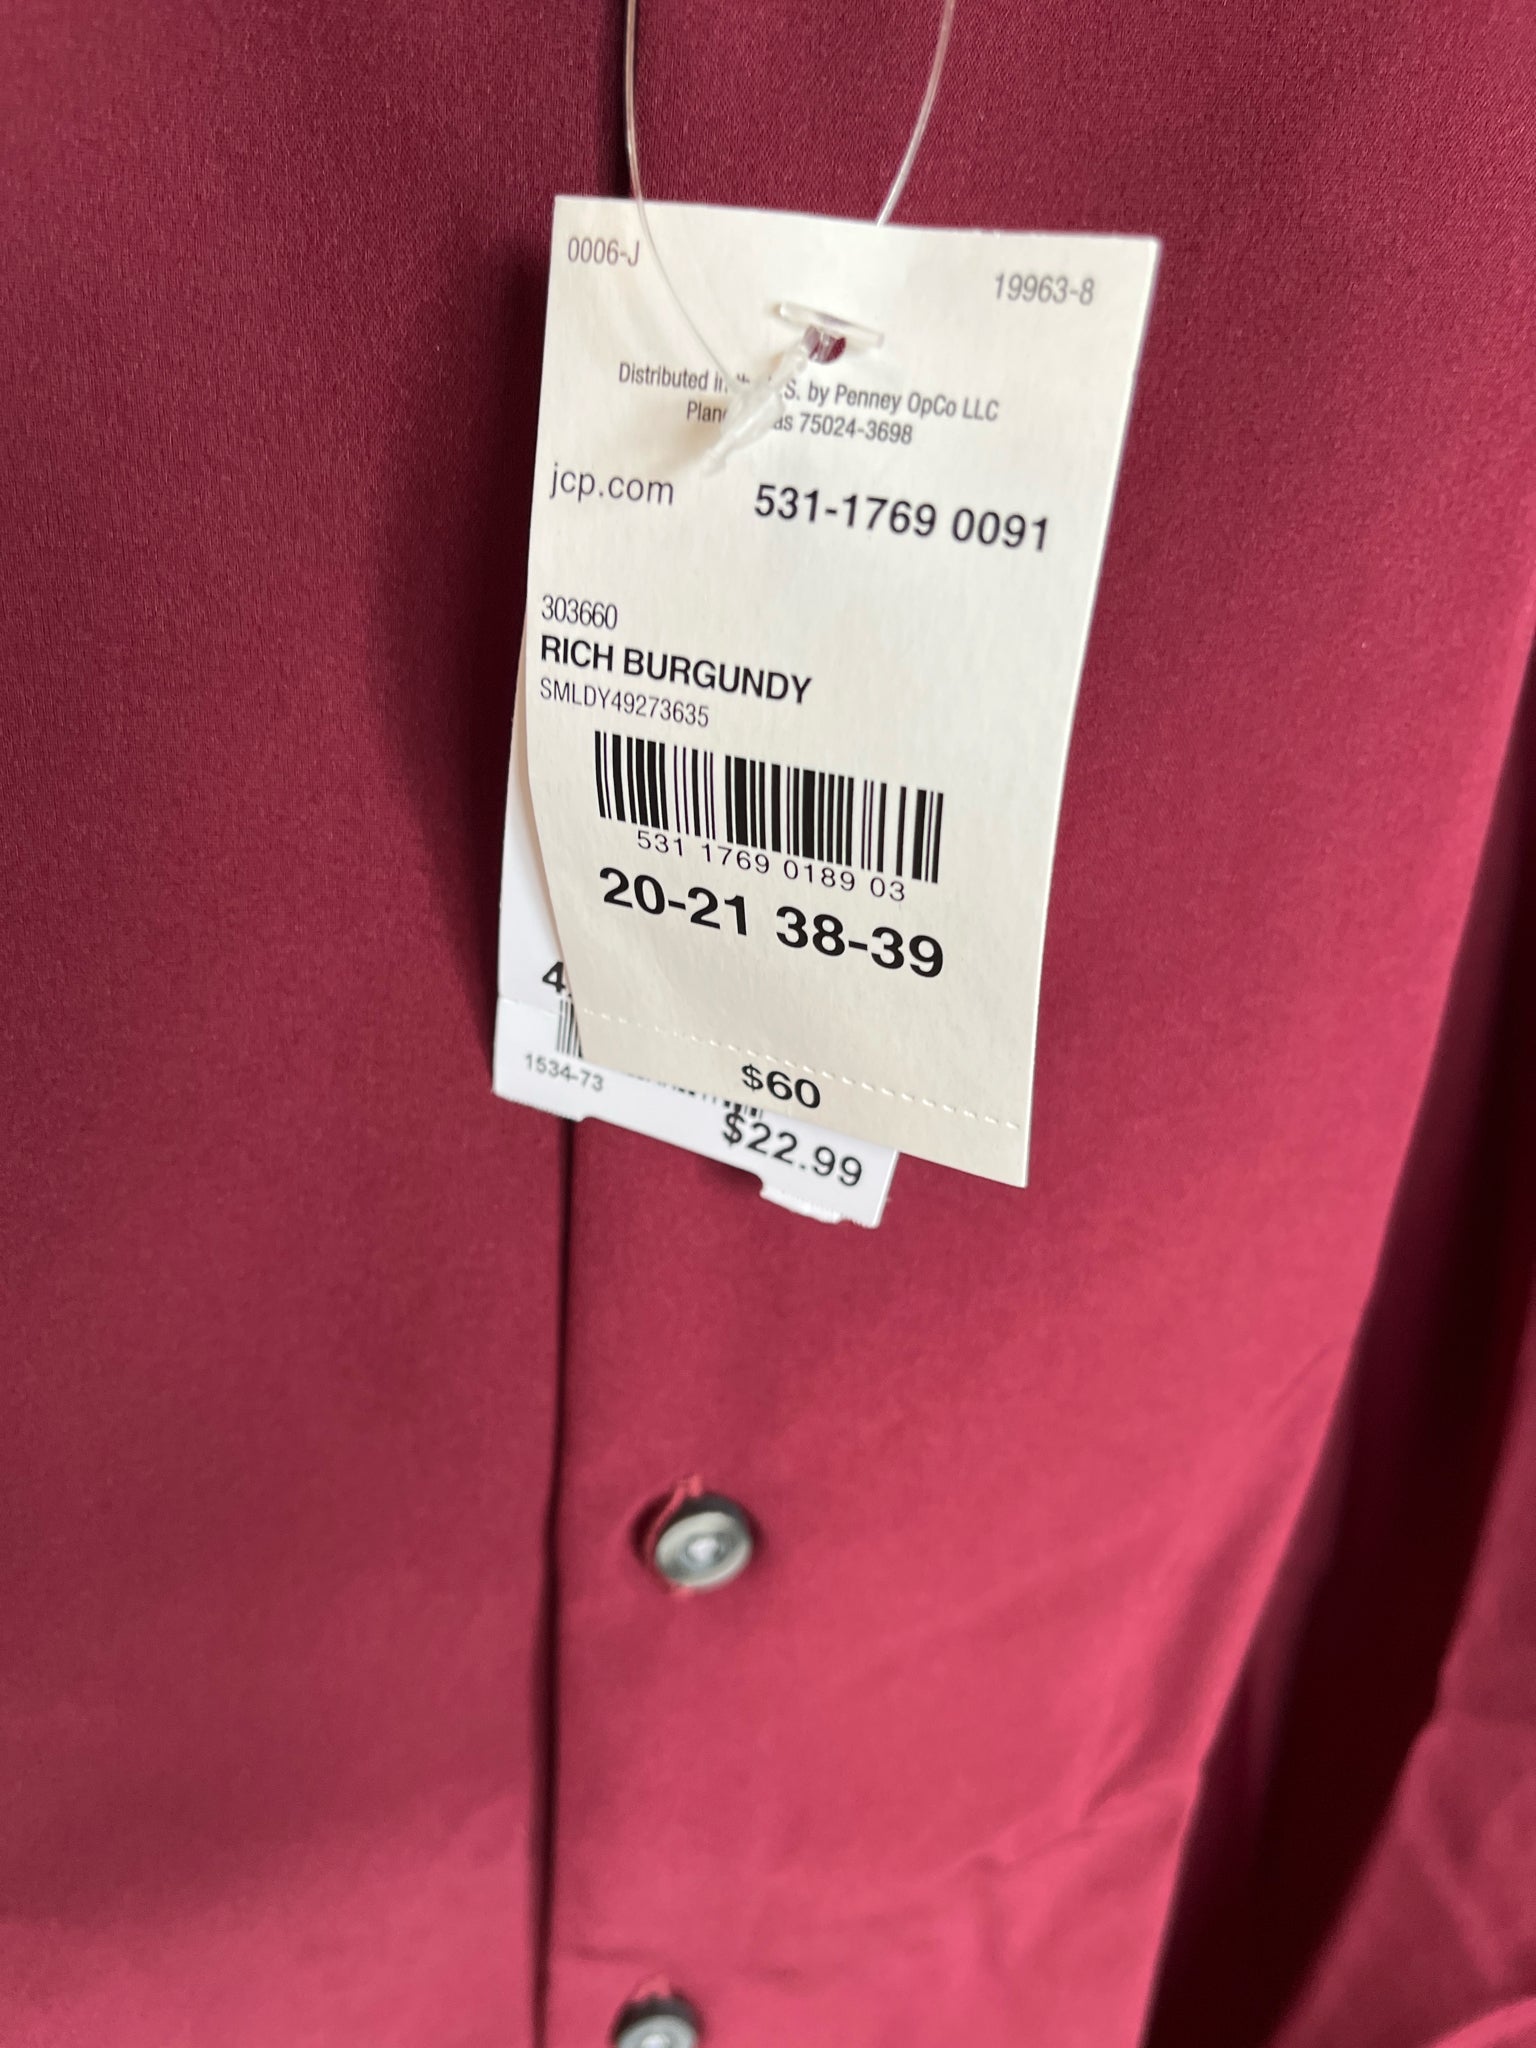 0006-J
19963-8
Distributed in S. by Penney OpCo LLC
as 75024-3698
jcp.com
531-1769 0091
303660
RICH BURGUNDY
SMLDY49273635
531 1769 0189 03
20-21 38-39
$60
4
1534-73
$22.99